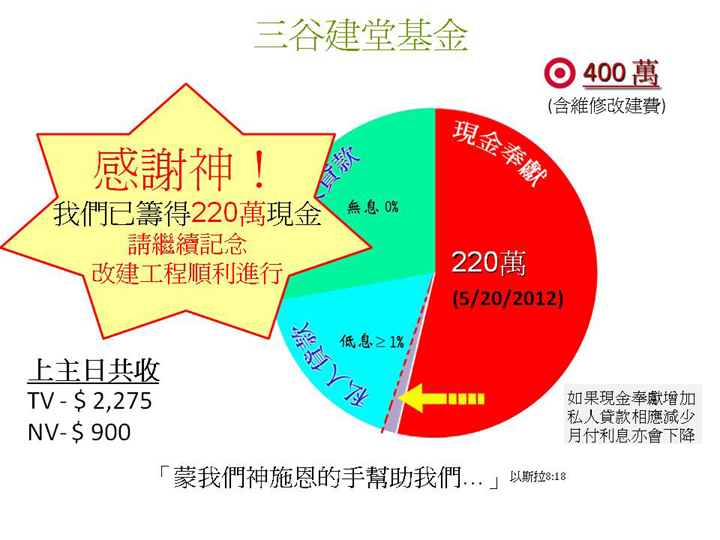 三谷建堂基金
400 萬
(含維修改建費)
感謝神！
我們已籌得220萬現金
請繼續記念
改建工程順利進行
現金奉獻
220萬
(5/20/2012)
人貸款
無息 0%
低息≥1%
私人貸款
上主日共收
TV - $ 2,275
NV- $ 900
如果現金奉獻增加
私人貸款相應減少
月付利息亦會下降
「蒙我們神施恩的手幫助我們…」以斯拉8:18